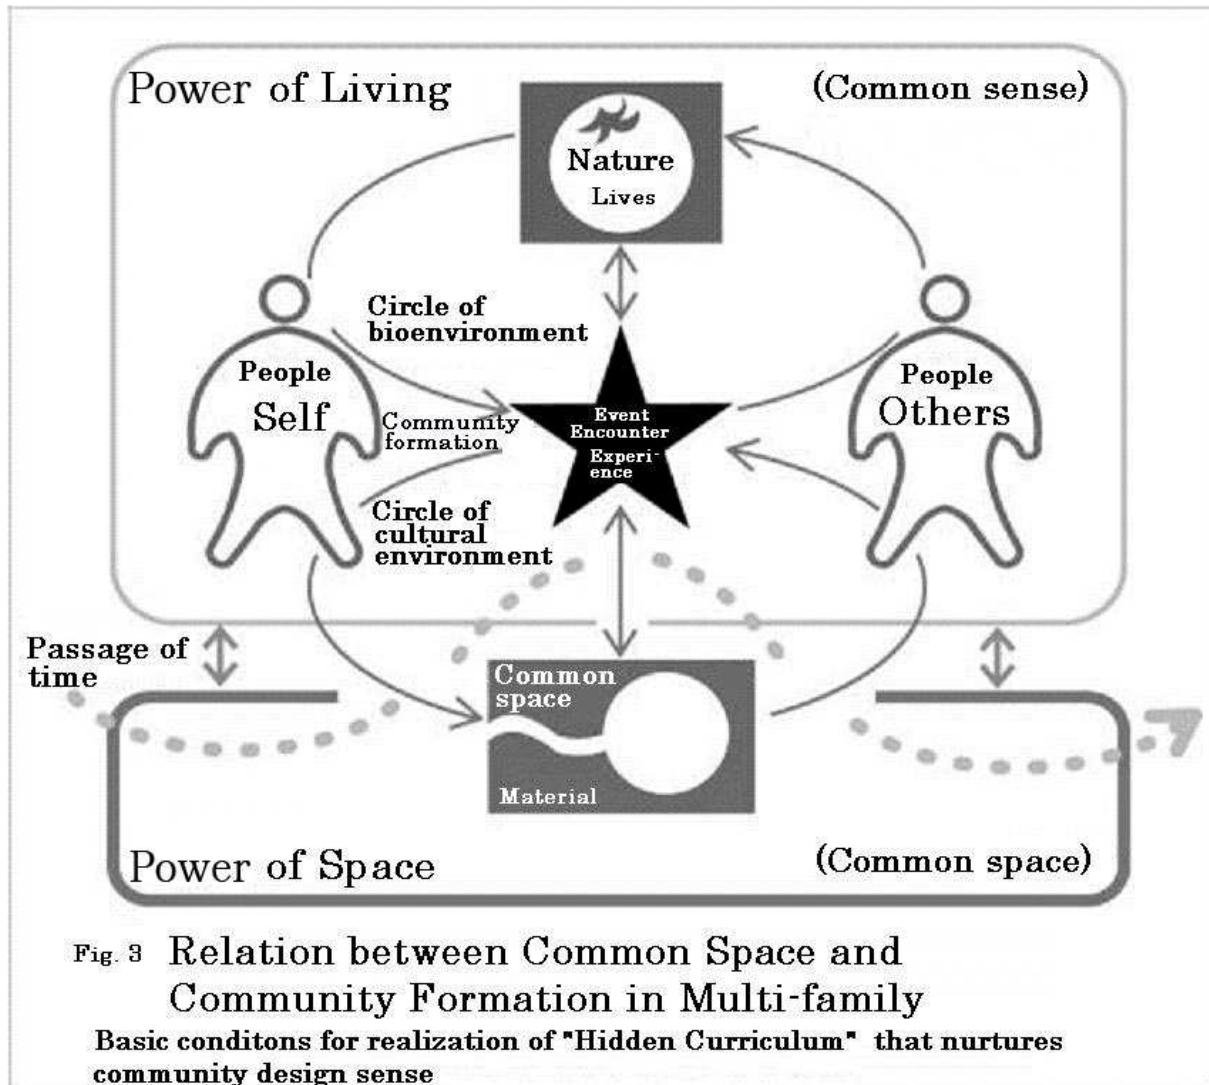 Power of Living
(Common sense)
Nature
Lives
Circle of
bioenvironment
People
Self
Community
formation
Event
Encounter
Experi-
ence
People
Others
Circle of
cultural
environment
Passage of
time
Common
space
Material
Power of Space
(Common space)
Fig. 3 Relation between Common Space and
Community Formation in Multi-family
Basic conditons for realization of "Hidden Curriculum" that nurtures
community design sense